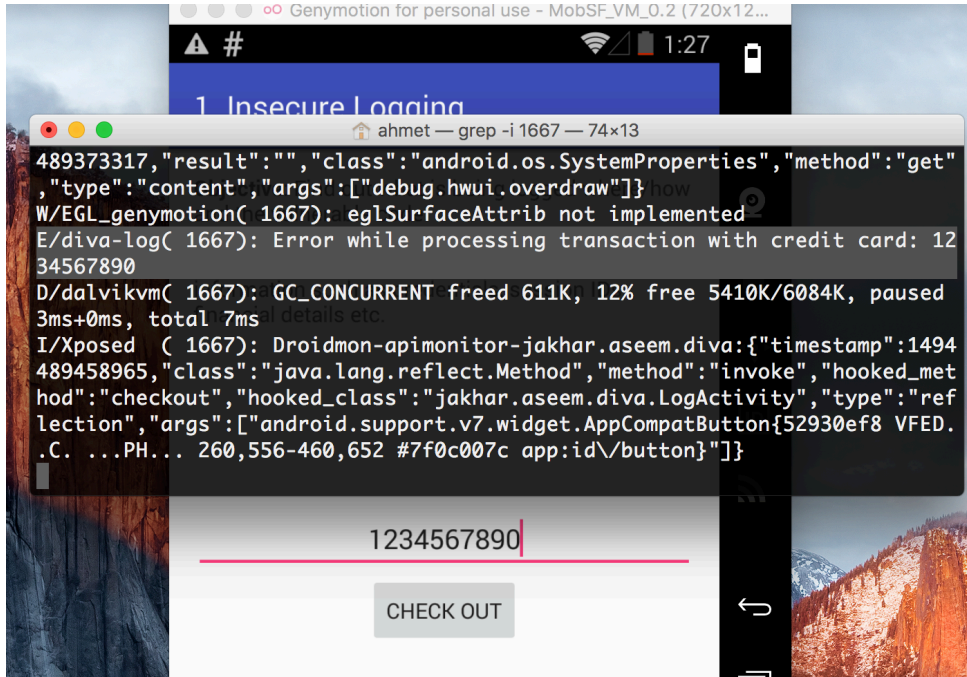 Genymotion for personal use - MobSF_VM_0.2 (720x12...
# 1:27
1. Insecure Logging
ahmet — grep -i 1667 — 74×13
489373317,"result":"","class":"android.os.SystemProperties","method":"get"
,"type":"content","args":["debug.hwui.overdraw"]}
W/EGL_genymotion( 1667): eglSurfaceAttrib not implemented
E/diva-log( 1667): Error while processing transaction with credit card: 12
34567890
D/dalvikvm( 1667): GC_CONCURRENT freed 611K, 12% free 5410K/6084K, paused
3ms+0ms, total 7ms
I/Xposed  ( 1667): Droidmon-apimonitor-jakhar.aseem.diva:{"timestamp":1494
489458965,"class":"java.lang.reflect.Method","method":"invoke","hooked_met
hod":"checkout","hooked_class":"jakhar.aseem.diva.LogActivity","type":"ref
lection","args":["android.support.v7.widget.AppCompatButton{52930ef8 VFED.
.C. ...PH... 260,556-460,652 #7f0c007c app:id\/button}"]}
1234567890
CHECK OUT